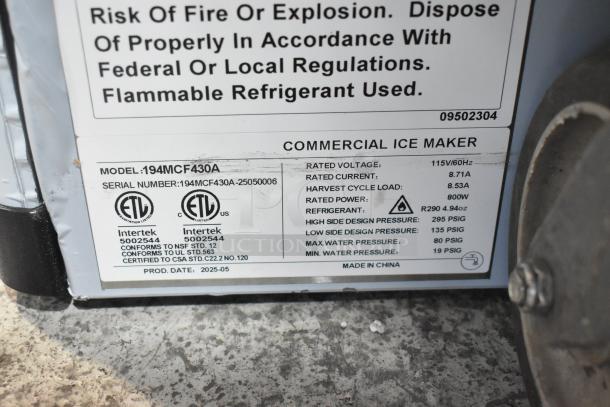 Risk Of Fire Or Explosion. Dispose
Of Properly In Accordance With
Federal Or Local Regulations.
Flammable Refrigerant Used.
09502304
COMMERCIAL ICE MAKER
MODEL:194MCF430A
SERIAL NUMBER:194MCF430A-25050006
ETL
Intertek
5002544
C ETL US
Intertek
5002544
CONFORMS TO NSF STD. 12
CONFORMS TO UL STD.563
CERTIFIED TO CSA STD.C22.2 NO.120
PROD. DATE: 2025-05
RATED VOLTAGE: 115V/60Hz
RATED CURRENT: 8.71A
HARVEST CYCLE LOAD: 8.53A
RATED POWER: 800W
REFRIGERANT: R290 4.94oz
HIGH SIDE DESIGN PRESSURE: 295 PSIG
LOW SIDE DESIGN PRESSURE: 135 PSIG
MAX.WATER PRESSURE: 80 PSIG
MIN. WATER PRESSURE: 19 PSIG
MADE IN CHINA